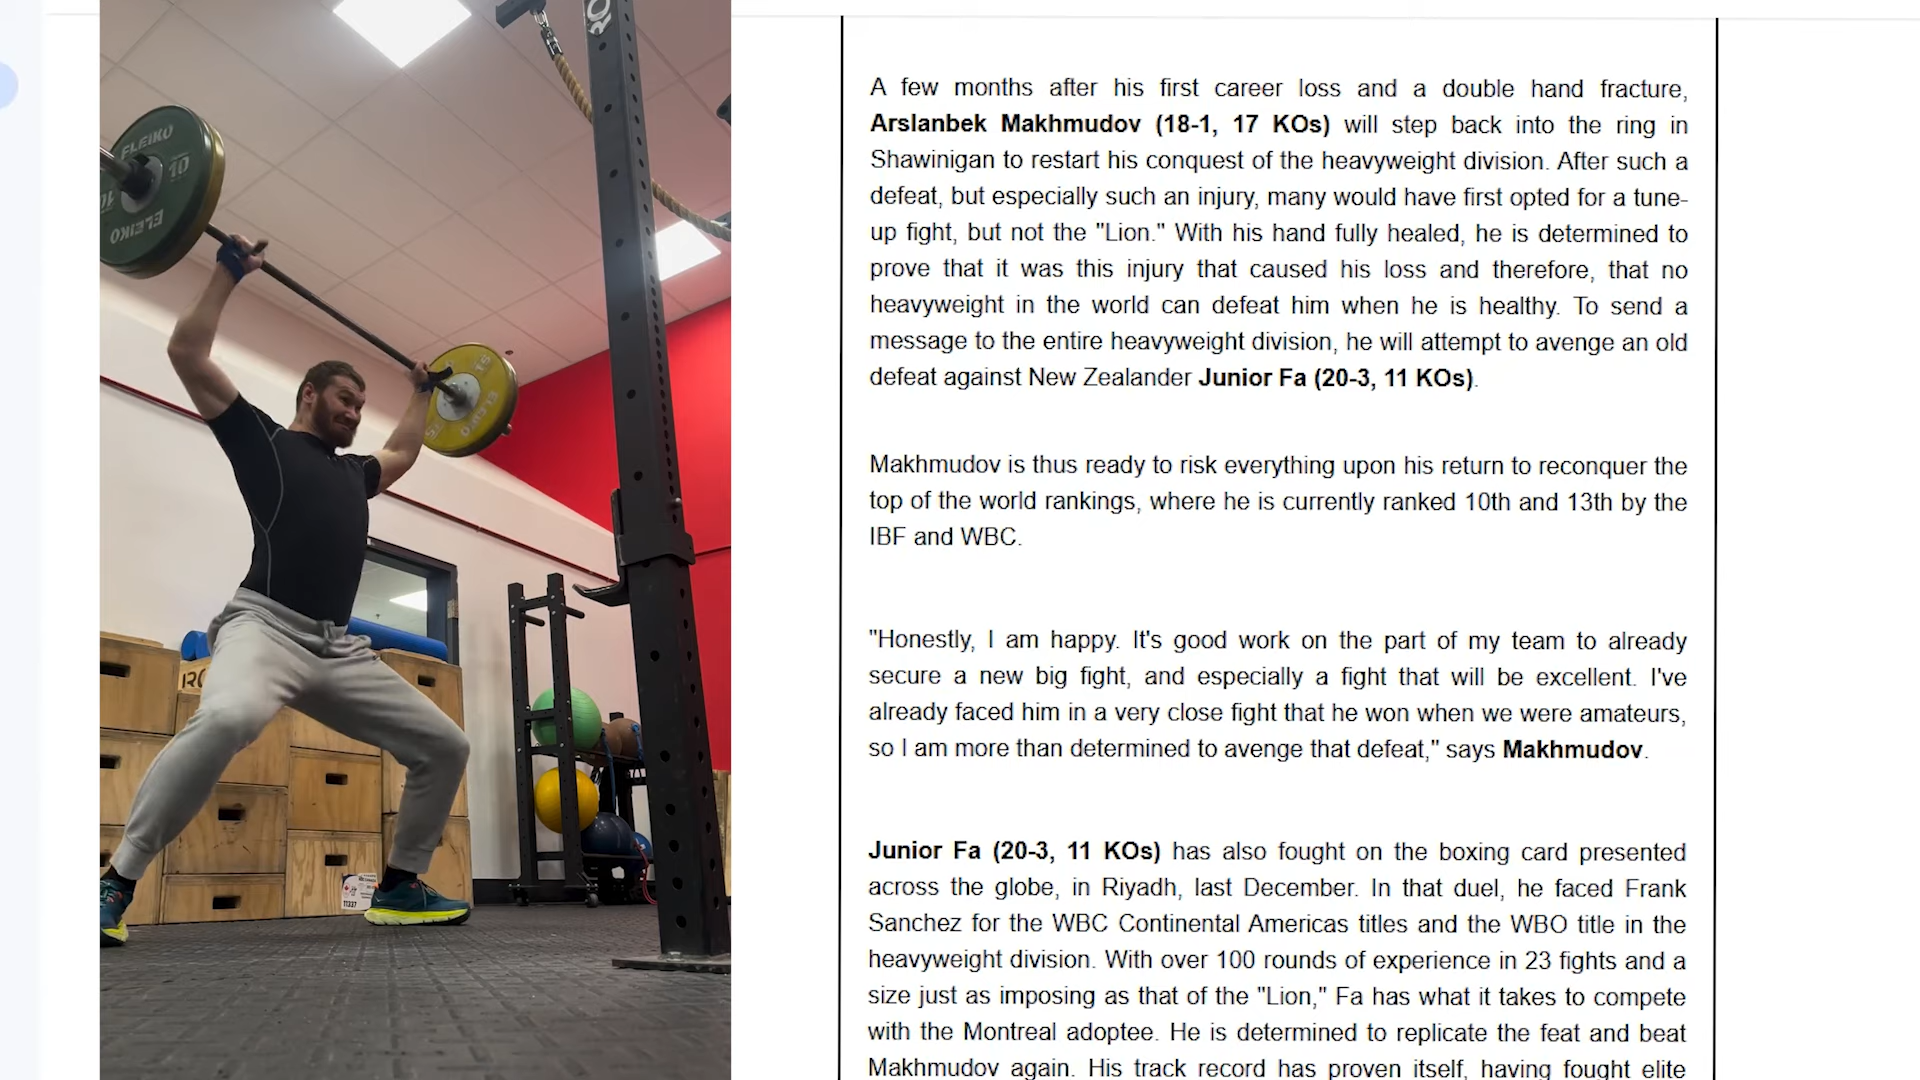 RO
ELEIKO
10
10
ELEIKO
15
ELEIKO
15
RO
11337
A few months after his first career loss and a double hand fracture,
Arslanbek Makhmudov (18-1, 17 KOs) will step back into the ring in
Shawinigan to restart his conquest of the heavyweight division. After such a
defeat, but especially such an injury, many would have first opted for a tune-
up fight, but not the "Lion." With his hand fully healed, he is determined to
prove that it was this injury that caused his loss and therefore, that no
heavyweight in the world can defeat him when he is healthy. To send a
message to the entire heavyweight division, he will attempt to avenge an old
defeat against New Zealander Junior Fa (20-3, 11 KOs).
Makhmudov is thus ready to risk everything upon his return to reconquer the
top of the world rankings, where he is currently ranked 10th and 13th by the
IBF and WBC.
"Honestly, I am happy. It's good work on the part of my team to already
secure a new big fight, and especially a fight that will be excellent. I've
already faced him in a very close fight that he won when we were amateurs,
so I am more than determined to avenge that defeat," says Makhmudov.
Junior Fa (20-3, 11 KOs) has also fought on the boxing card presented
across the globe, in Riyadh, last December. In that duel, he faced Frank
Sanchez for the WBC Continental Americas titles and the WBO title in the
heavyweight division. With over 100 rounds of experience in 23 fights and a
size just as imposing as that of the "Lion," Fa has what it takes to compete
with the Montreal adoptee. He is determined to replicate the feat and beat
Makhmudov again. His track record has proven itself, having fought elite